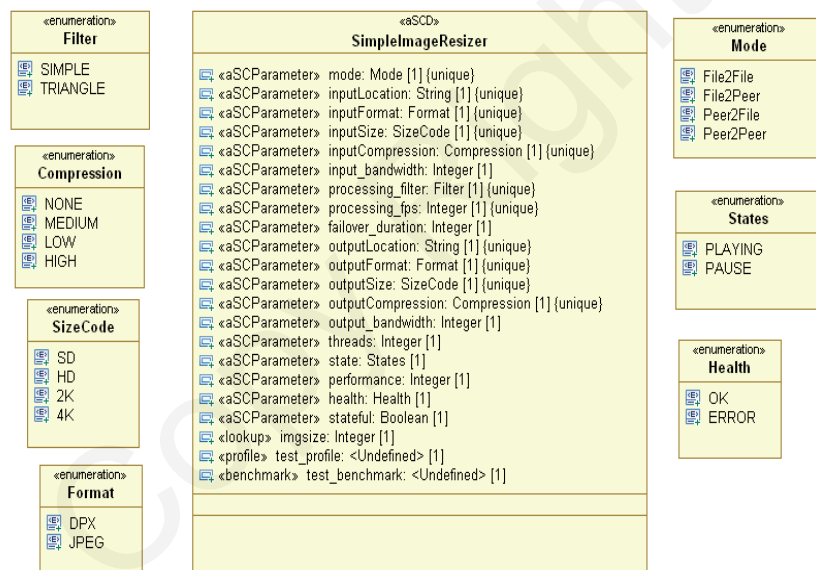 «enumeration»
Filter
SIMPLE
TRIANGLE
«enumeration»
Compression
NONE
MEDIUM
LOW
HIGH
«enumeration»
SizeCode
SD
HD
2K
4K
«enumeration»
Format
DPX
JPEG
«aSCD»
SimpleImageResizer
«aSCParameter» mode: Mode [1] {unique}
«aSCParameter» inputLocation: String [1] {unique}
«aSCParameter» inputFormat: Format [1] {unique}
«aSCParameter» inputSize: SizeCode [1] {unique}
«aSCParameter» inputCompression: Compression [1] {unique}
«aSCParameter» input_bandwidth: Integer [1]
«aSCParameter» processing_filter: Filter [1] {unique}
«aSCParameter» processing_fps: Integer [1] {unique}
«aSCParameter» failover_duration: Integer [1]
«aSCParameter» outputLocation: String [1] {unique}
«aSCParameter» outputFormat: Format [1] {unique}
«aSCParameter» outputSize: SizeCode [1] {unique}
«aSCParameter» outputCompression: Compression [1] {unique}
«aSCParameter» output_bandwidth: Integer [1]
«aSCParameter» threads: Integer [1]
«aSCParameter» state: States [1]
«aSCParameter» performance: Integer [1]
«aSCParameter» health: Health [1]
«aSCParameter» stateful: Boolean [1]
«lookup» imgsize: Integer [1]
«profile» test_profile: <Undefined> [1]
«benchmark» test_benchmark: <Undefined> [1]
«enumeration»
Mode
File2File
File2Peer
Peer2File
Peer2Peer
«enumeration»
States
PLAYING
PAUSE
«enumeration»
Health
OK
ERROR